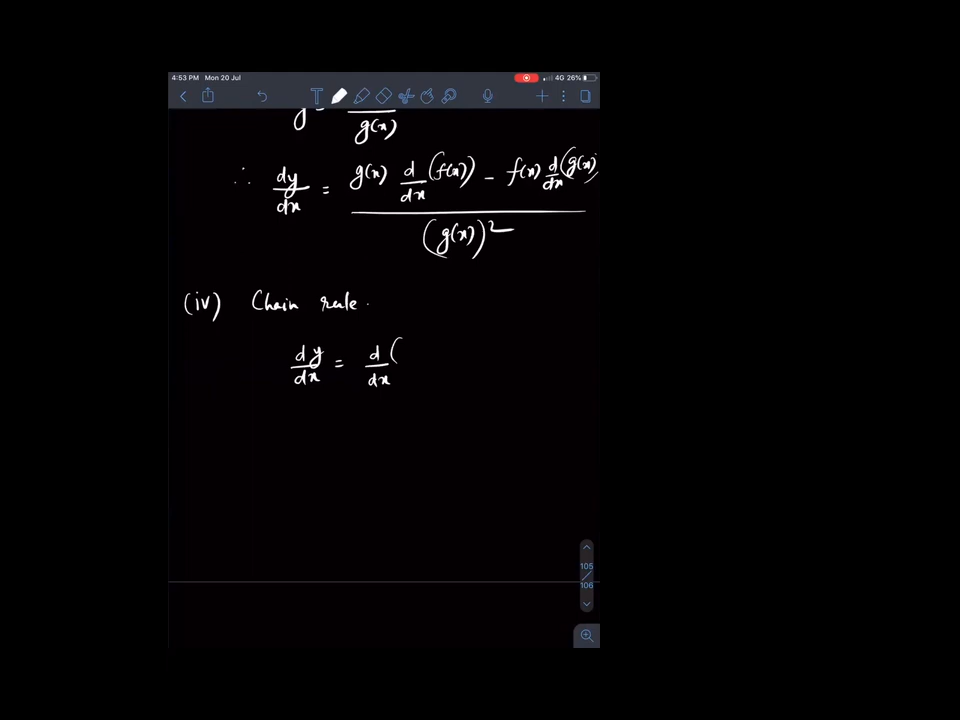 4:53 PM Mon 20 Jul 4G 26%
T
y =
g(x)
∴ dy/dx = g(x) d/dx (f(x)) - f(x) d/dx (g(x))
(g(x))²
(iv) Chain rule.
dy/dx = d/dx (
105
106